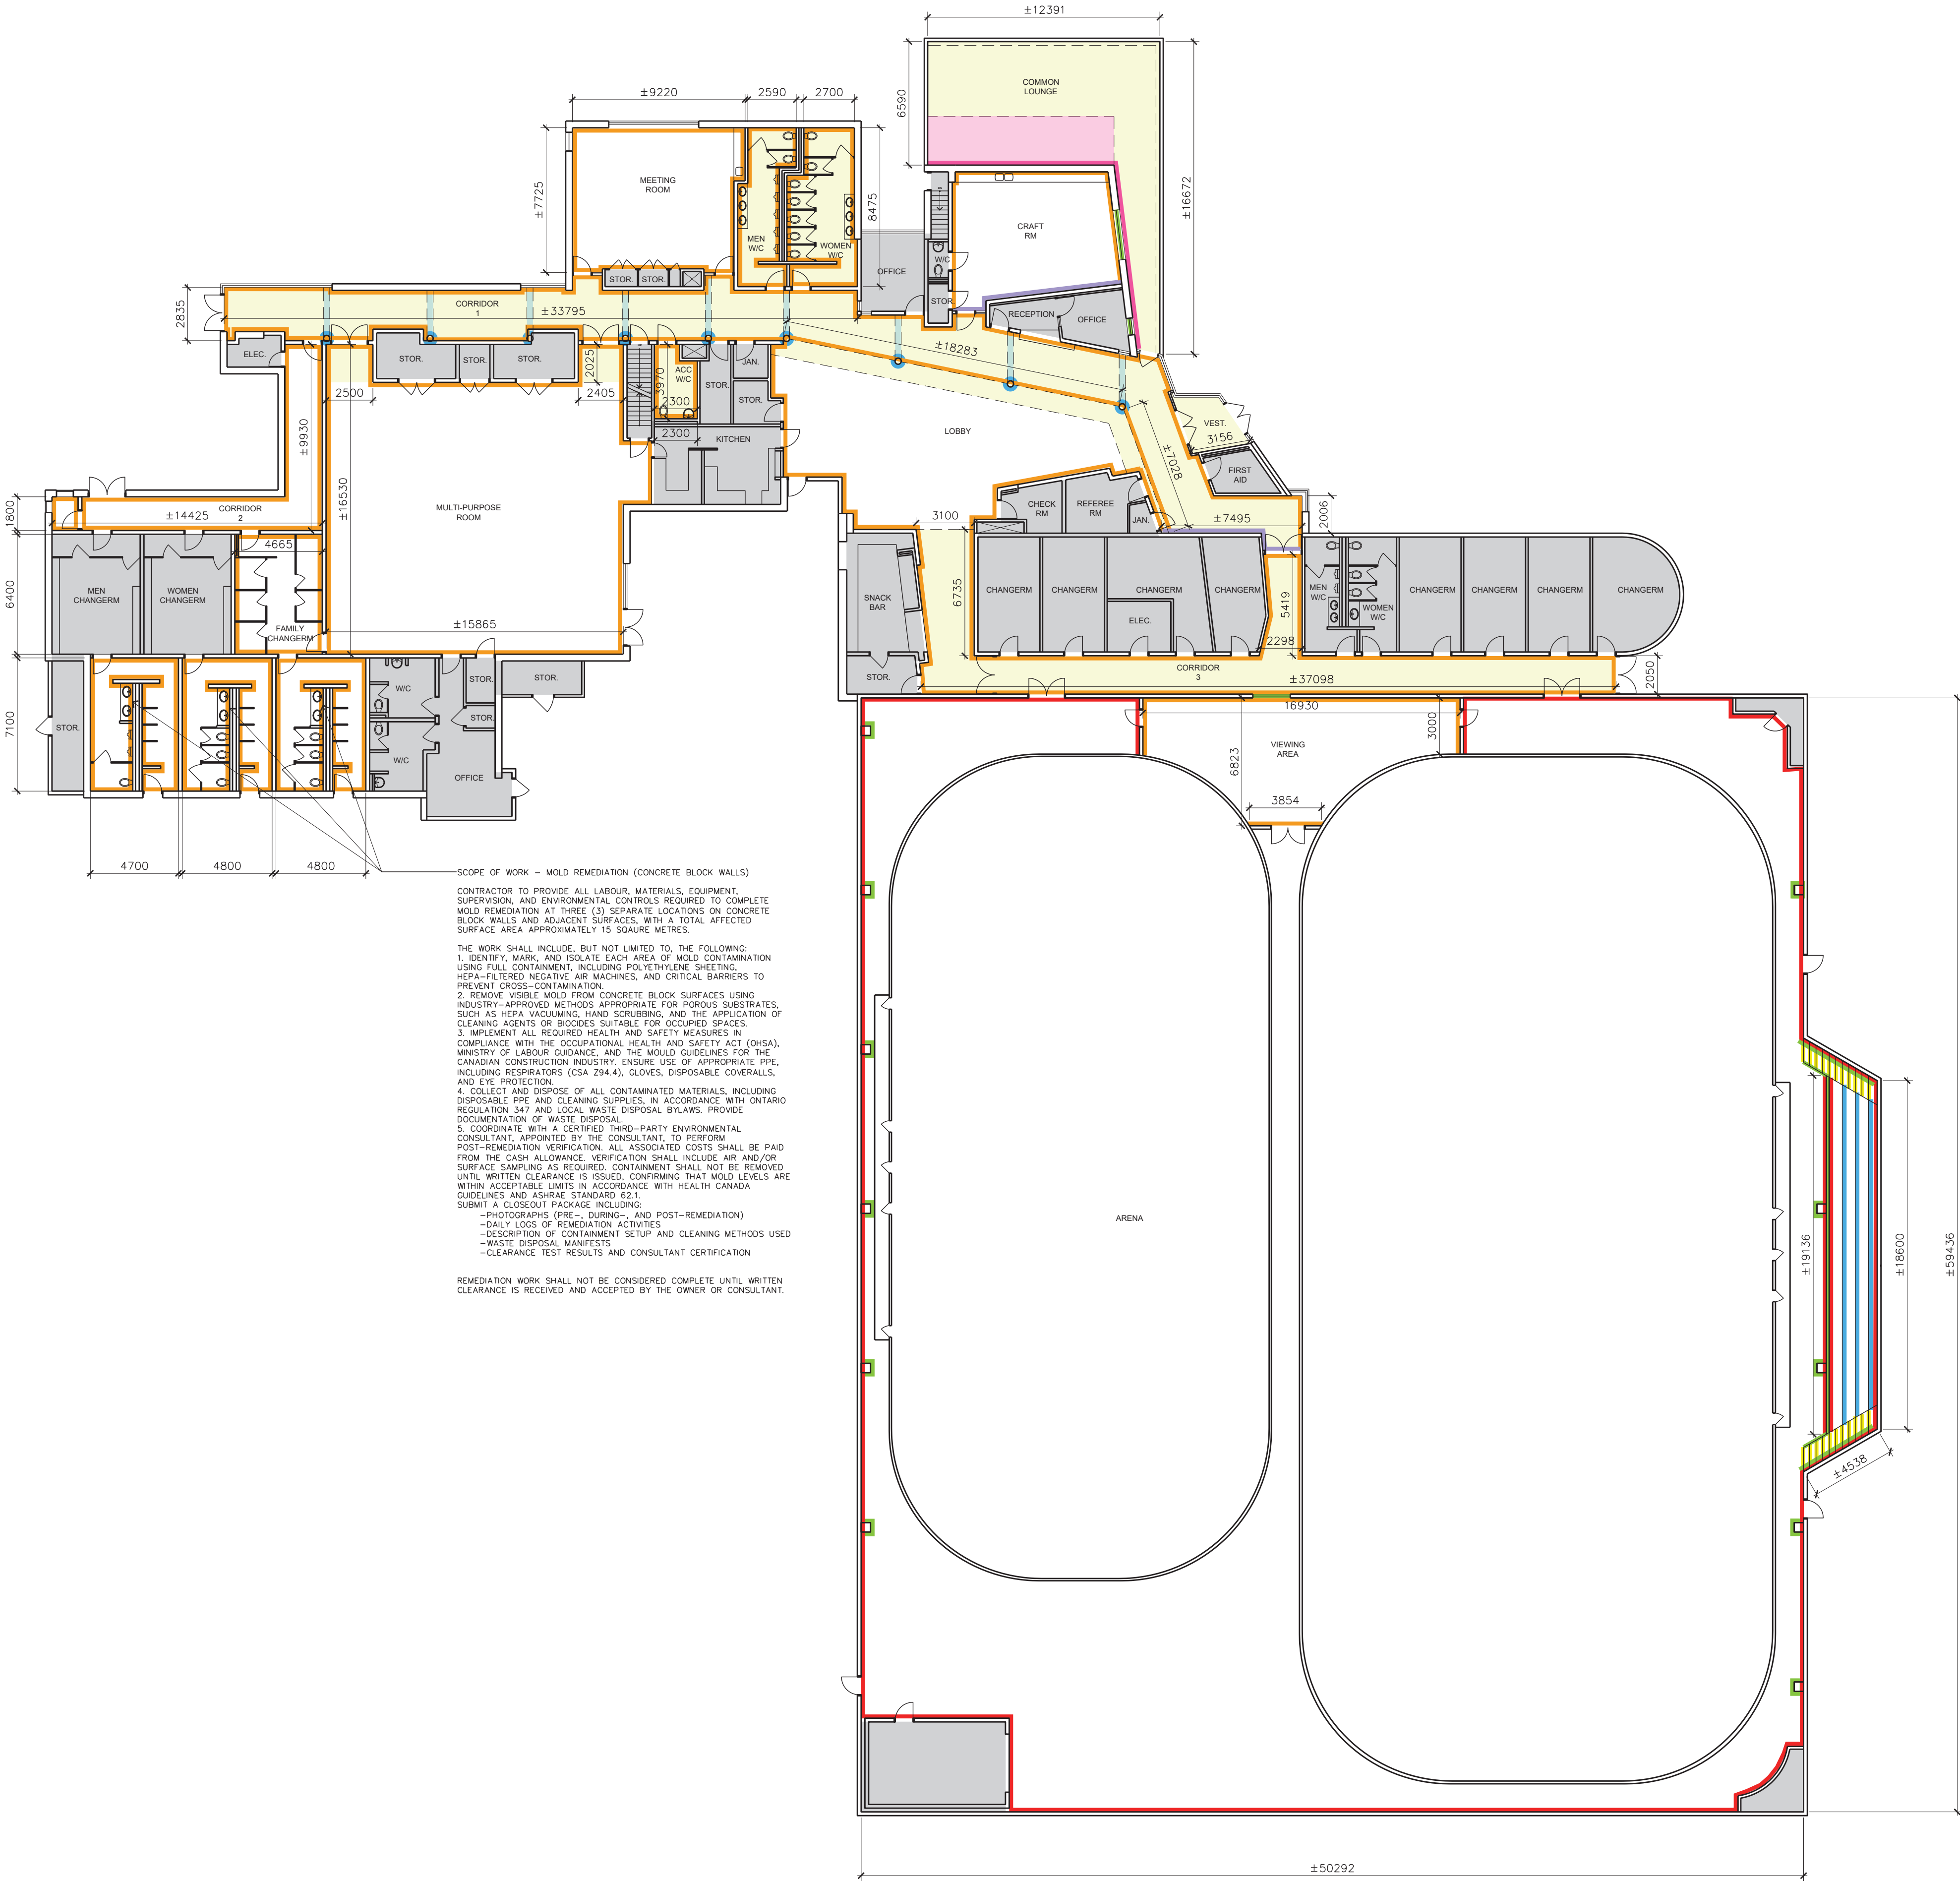 ±12391
6590
COMMON
LOUNGE
±16672
±9220
2590
2700
±7725
8475
MEETING
ROOM
MEN
W/C
WOMEN
W/C
STOR.
STOR.
OFFICE
W/C
STOR.
CRAFT
RM
RECEPTION
OFFICE
2835
CORRIDOR
1
±33795
±18283
ELEC.
STOR.
STOR.
STOR.
2025
3970
ACC
W/C
STOR.
JAN.
STOR.
2500
2405
2300
2300
KITCHEN
LOBBY
VEST.
3156
±7028
FIRST
AID
±9930
±16530
MULTI-PURPOSE
ROOM
1800
CORRIDOR
2
±14425
4665
3100
CHECK
RM
REFEREE
RM
JAN.
±7495
2006
6400
MEN
CHANGERM
WOMEN
CHANGERM
FAMILY
CHANGERM
±15865
SNACK
BAR
STOR.
6735
CHANGERM
CHANGERM
CHANGERM
CHANGERM
ELEC.
5419
2298
MEN
W/C
WOMEN
W/C
CHANGERM
CHANGERM
CHANGERM
CHANGERM
CORRIDOR
3
±37098
2050
7100
STOR.
W/C
W/C
STOR.
STOR.
STOR.
OFFICE
16930
3000
6823
VIEWING
AREA
3854
4700
4800
4800
SCOPE OF WORK – MOLD REMEDIATION (CONCRETE BLOCK WALLS)
CONTRACTOR TO PROVIDE ALL LABOUR, MATERIALS, EQUIPMENT,
SUPERVISION, AND ENVIRONMENTAL CONTROLS REQUIRED TO COMPLETE
MOLD REMEDIATION AT THREE (3) SEPARATE LOCATIONS ON CONCRETE
BLOCK WALLS AND ADJACENT SURFACES, WITH A TOTAL AFFECTED
SURFACE AREA APPROXIMATELY 15 SQAURE METRES.
THE WORK SHALL INCLUDE, BUT NOT LIMITED TO, THE FOLLOWING:
1. IDENTIFY, MARK, AND ISOLATE EACH AREA OF MOLD CONTAMINATION
USING FULL CONTAINMENT, INCLUDING POLYETHYLENE SHEETING,
HEPA–FILTERED NEGATIVE AIR MACHINES, AND CRITICAL BARRIERS TO
PREVENT CROSS–CONTAMINATION.
2. REMOVE VISIBLE MOLD FROM CONCRETE BLOCK SURFACES USING
INDUSTRY–APPROVED METHODS APPROPRIATE FOR POROUS SUBSTRATES,
SUCH AS HEPA VACUUMING, HAND SCRUBBING, AND THE APPLICATION OF
CLEANING AGENTS OR BIOCIDES SUITABLE FOR OCCUPIED SPACES.
3. IMPLEMENT ALL REQUIRED HEALTH AND SAFETY MEASURES IN
COMPLIANCE WITH THE OCCUPATIONAL HEALTH AND SAFETY ACT (OHSA),
MINISTRY OF LABOUR GUIDANCE, AND THE MOULD GUIDELINES FOR THE
CANADIAN CONSTRUCTION INDUSTRY. ENSURE USE OF APPROPRIATE PPE,
INCLUDING RESPIRATORS (CSA Z94.4), GLOVES, DISPOSABLE COVERALLS,
AND EYE PROTECTION.
4. COLLECT AND DISPOSE OF ALL CONTAMINATED MATERIALS, INCLUDING
DISPOSABLE PPE AND CLEANING SUPPLIES, IN ACCORDANCE WITH ONTARIO
REGULATION 347 AND LOCAL WASTE DISPOSAL BYLAWS. PROVIDE
DOCUMENTATION OF WASTE DISPOSAL.
5. COORDINATE WITH A CERTIFIED THIRD–PARTY ENVIRONMENTAL
CONSULTANT, APPOINTED BY THE CONSULTANT, TO PERFORM
POST–REMEDIATION VERIFICATION. ALL ASSOCIATED COSTS SHALL BE PAID
FROM THE CASH ALLOWANCE. VERIFICATION SHALL INCLUDE AIR AND/OR
SURFACE SAMPLING AS REQUIRED. CONTAINMENT SHALL NOT BE REMOVED
UNTIL WRITTEN CLEARANCE IS ISSUED, CONFIRMING THAT MOLD LEVELS ARE
WITHIN ACCEPTABLE LIMITS IN ACCORDANCE WITH HEALTH CANADA
GUIDELINES AND ASHRAE STANDARD 62.1.
SUBMIT A CLOSEOUT PACKAGE INCLUDING:
–PHOTOGRAPHS (PRE–, DURING–, AND POST–REMEDIATION)
–DAILY LOGS OF REMEDIATION ACTIVITIES
–DESCRIPTION OF CONTAINMENT SETUP AND CLEANING METHODS USED
–WASTE DISPOSAL MANIFESTS
–CLEARANCE TEST RESULTS AND CONSULTANT CERTIFICATION
REMEDIATION WORK SHALL NOT BE CONSIDERED COMPLETE UNTIL WRITTEN
CLEARANCE IS RECEIVED AND ACCEPTED BY THE OWNER OR CONSULTANT.
ARENA
±19136
±18600
±59436
±4538
±50292